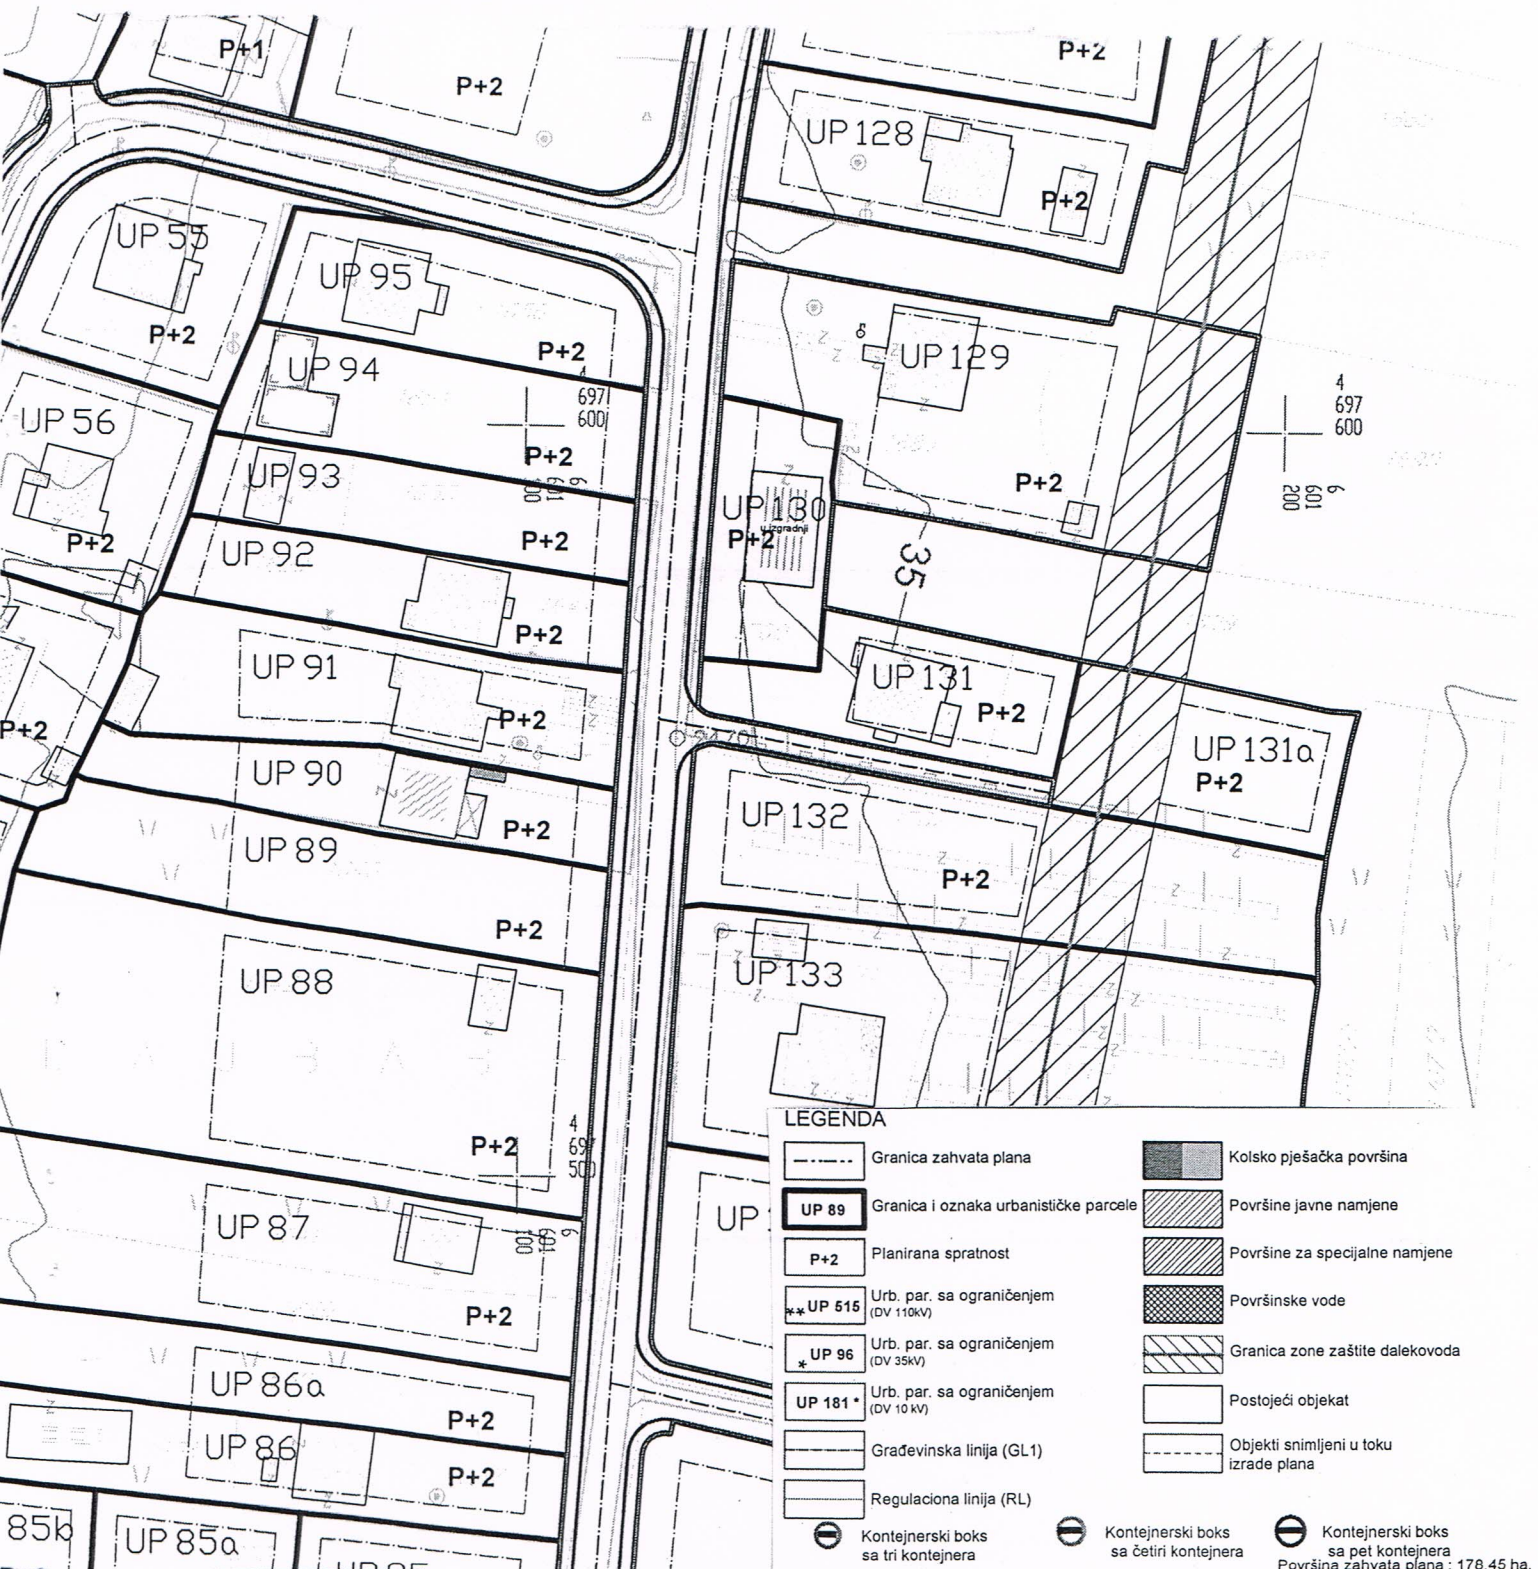 P+1
P+2
P+2
UP 128
P+2
UP 55
P+2
UP 95
P+2
UP 94
4
697
600
P+2
UP 129
P+2
4
697
600
6
601
200
UP 56
P+2
UP 93
6
601
100
P+2
UP 130
u izgradnji
P+2
35
UP 92
P+2
UP 91
P+2
UP 131
P+2
UP 131a
P+2
P+2
UP 90
P+2
UP 132
P+2
UP 89
P+2
UP 88
P+2
UP 133
4
697
500
UP 87
6
601
100
P+2
UP
UP 86a
P+2
UP 86
P+2
85b
UP 85a
LEGENDA
Granica zahvata plana
UP 89
Granica i oznaka urbanističke parcele
P+2
Planirana spratnost
** UP 515
Urb. par. sa ograničenjem
(DV 110kV)
* UP 96
Urb. par. sa ograničenjem
(DV 35kV)
UP 181 *
Urb. par. sa ograničenjem
(DV 10 kV)
Građevinska linija (GL1)
Regulaciona linija (RL)
Kolsko pješačka površina
Površine javne namjene
Površine za specijalne namjene
Površinske vode
Granica zone zaštite dalekovoda
Postojeći objekat
Objekti snimljeni u toku
izrade plana
Kontejnerski boks
sa tri kontejnera
Kontejnerski boks
sa četiri kontejnera
Kontejnerski boks
sa pet kontejnera
Površina zahvata plana : 178,45 ha.